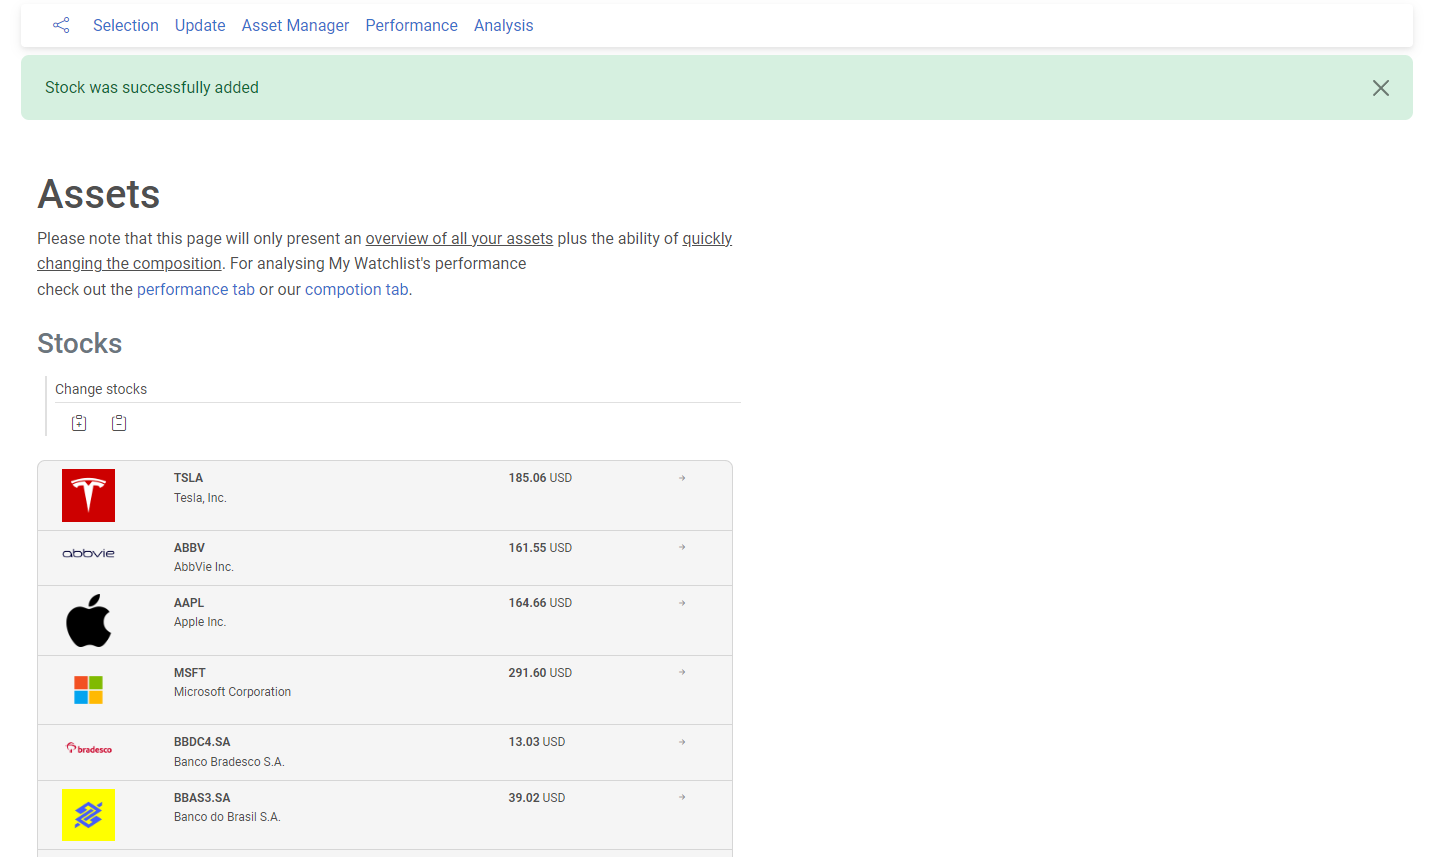 Selection Update Asset Manager Performance Analysis
Stock was successfully added
Assets
Please note that this page will only present an overview of all your assets plus the ability of quickly
changing the composition. For analysing My Watchlist's performance
check out the performance tab or our compotion tab.
Stocks
Change stocks
TSLA 185.06 USD
Tesla, Inc.
abbvie ABBV 161.55 USD
AbbVie Inc.
AAPL 164.66 USD
Apple Inc.
MSFT 291.60 USD
Microsoft Corporation
bradesco BBDC4.SA 13.03 USD
Banco Bradesco S.A.
BBAS3.SA 39.02 USD
Banco do Brasil S.A.